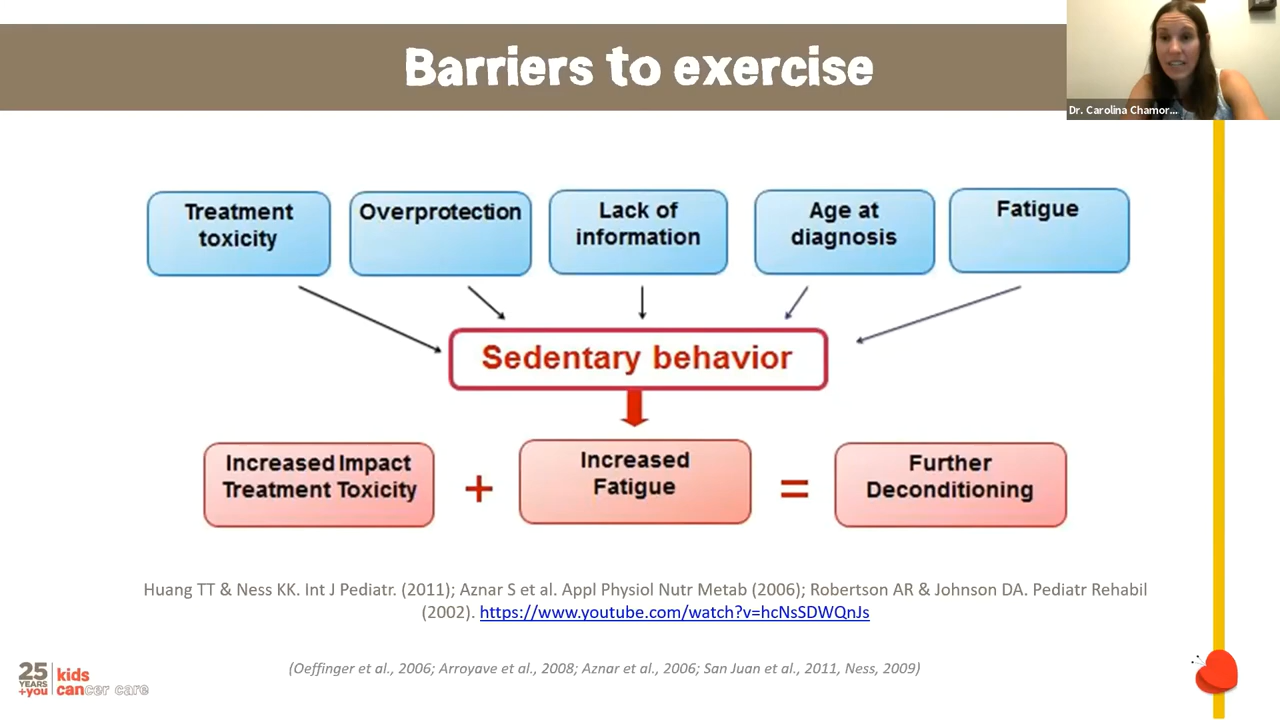 Barriers to exercise
Dr. Carolina Chamor...
Treatment
toxicity
Overprotection
Lack of
information
Age at
diagnosis
Fatigue
Sedentary behavior
Increased Impact
Treatment Toxicity
+
Increased
Fatigue
=
Further
Deconditioning
Huang TT & Ness KK. Int J Pediatr. (2011); Aznar S et al. Appl Physiol Nutr Metab (2006); Robertson AR & Johnson DA. Pediatr Rehabil
(2002). https://www.youtube.com/watch?v=hcNsSDWQnJs
(Oeffinger et al., 2006; Arroyave et al., 2008; Aznar et al., 2006; San Juan et al., 2011, Ness, 2009)
25
YEARS
+you
kids
cancer care